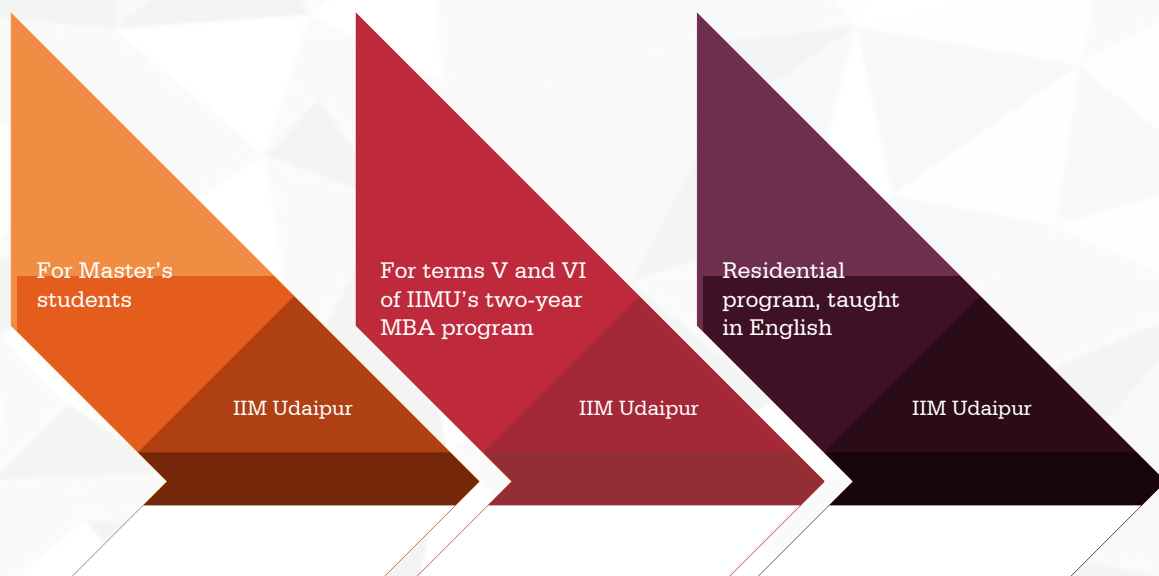 For Master’s
students
IIM Udaipur
For terms V and VI
of IIMU’s two-year
MBA program
IIM Udaipur
Residential
program, taught
in English
IIM Udaipur